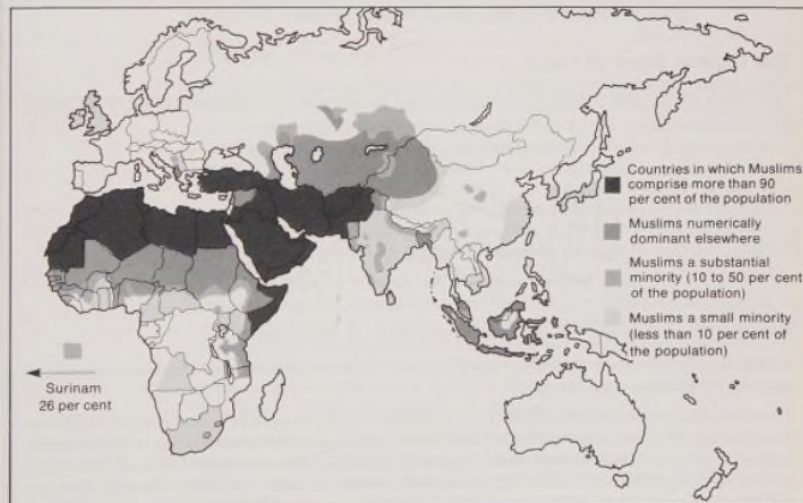 Countries in which Muslims
comprise more than 90
per cent of the population
Muslims numerically
dominant elsewhere
Muslims a substantial
minority (10 to 50 per cent
of the population)
Muslims a small minority
(less than 10 per cent of
the population)
Surinam
26 per cent